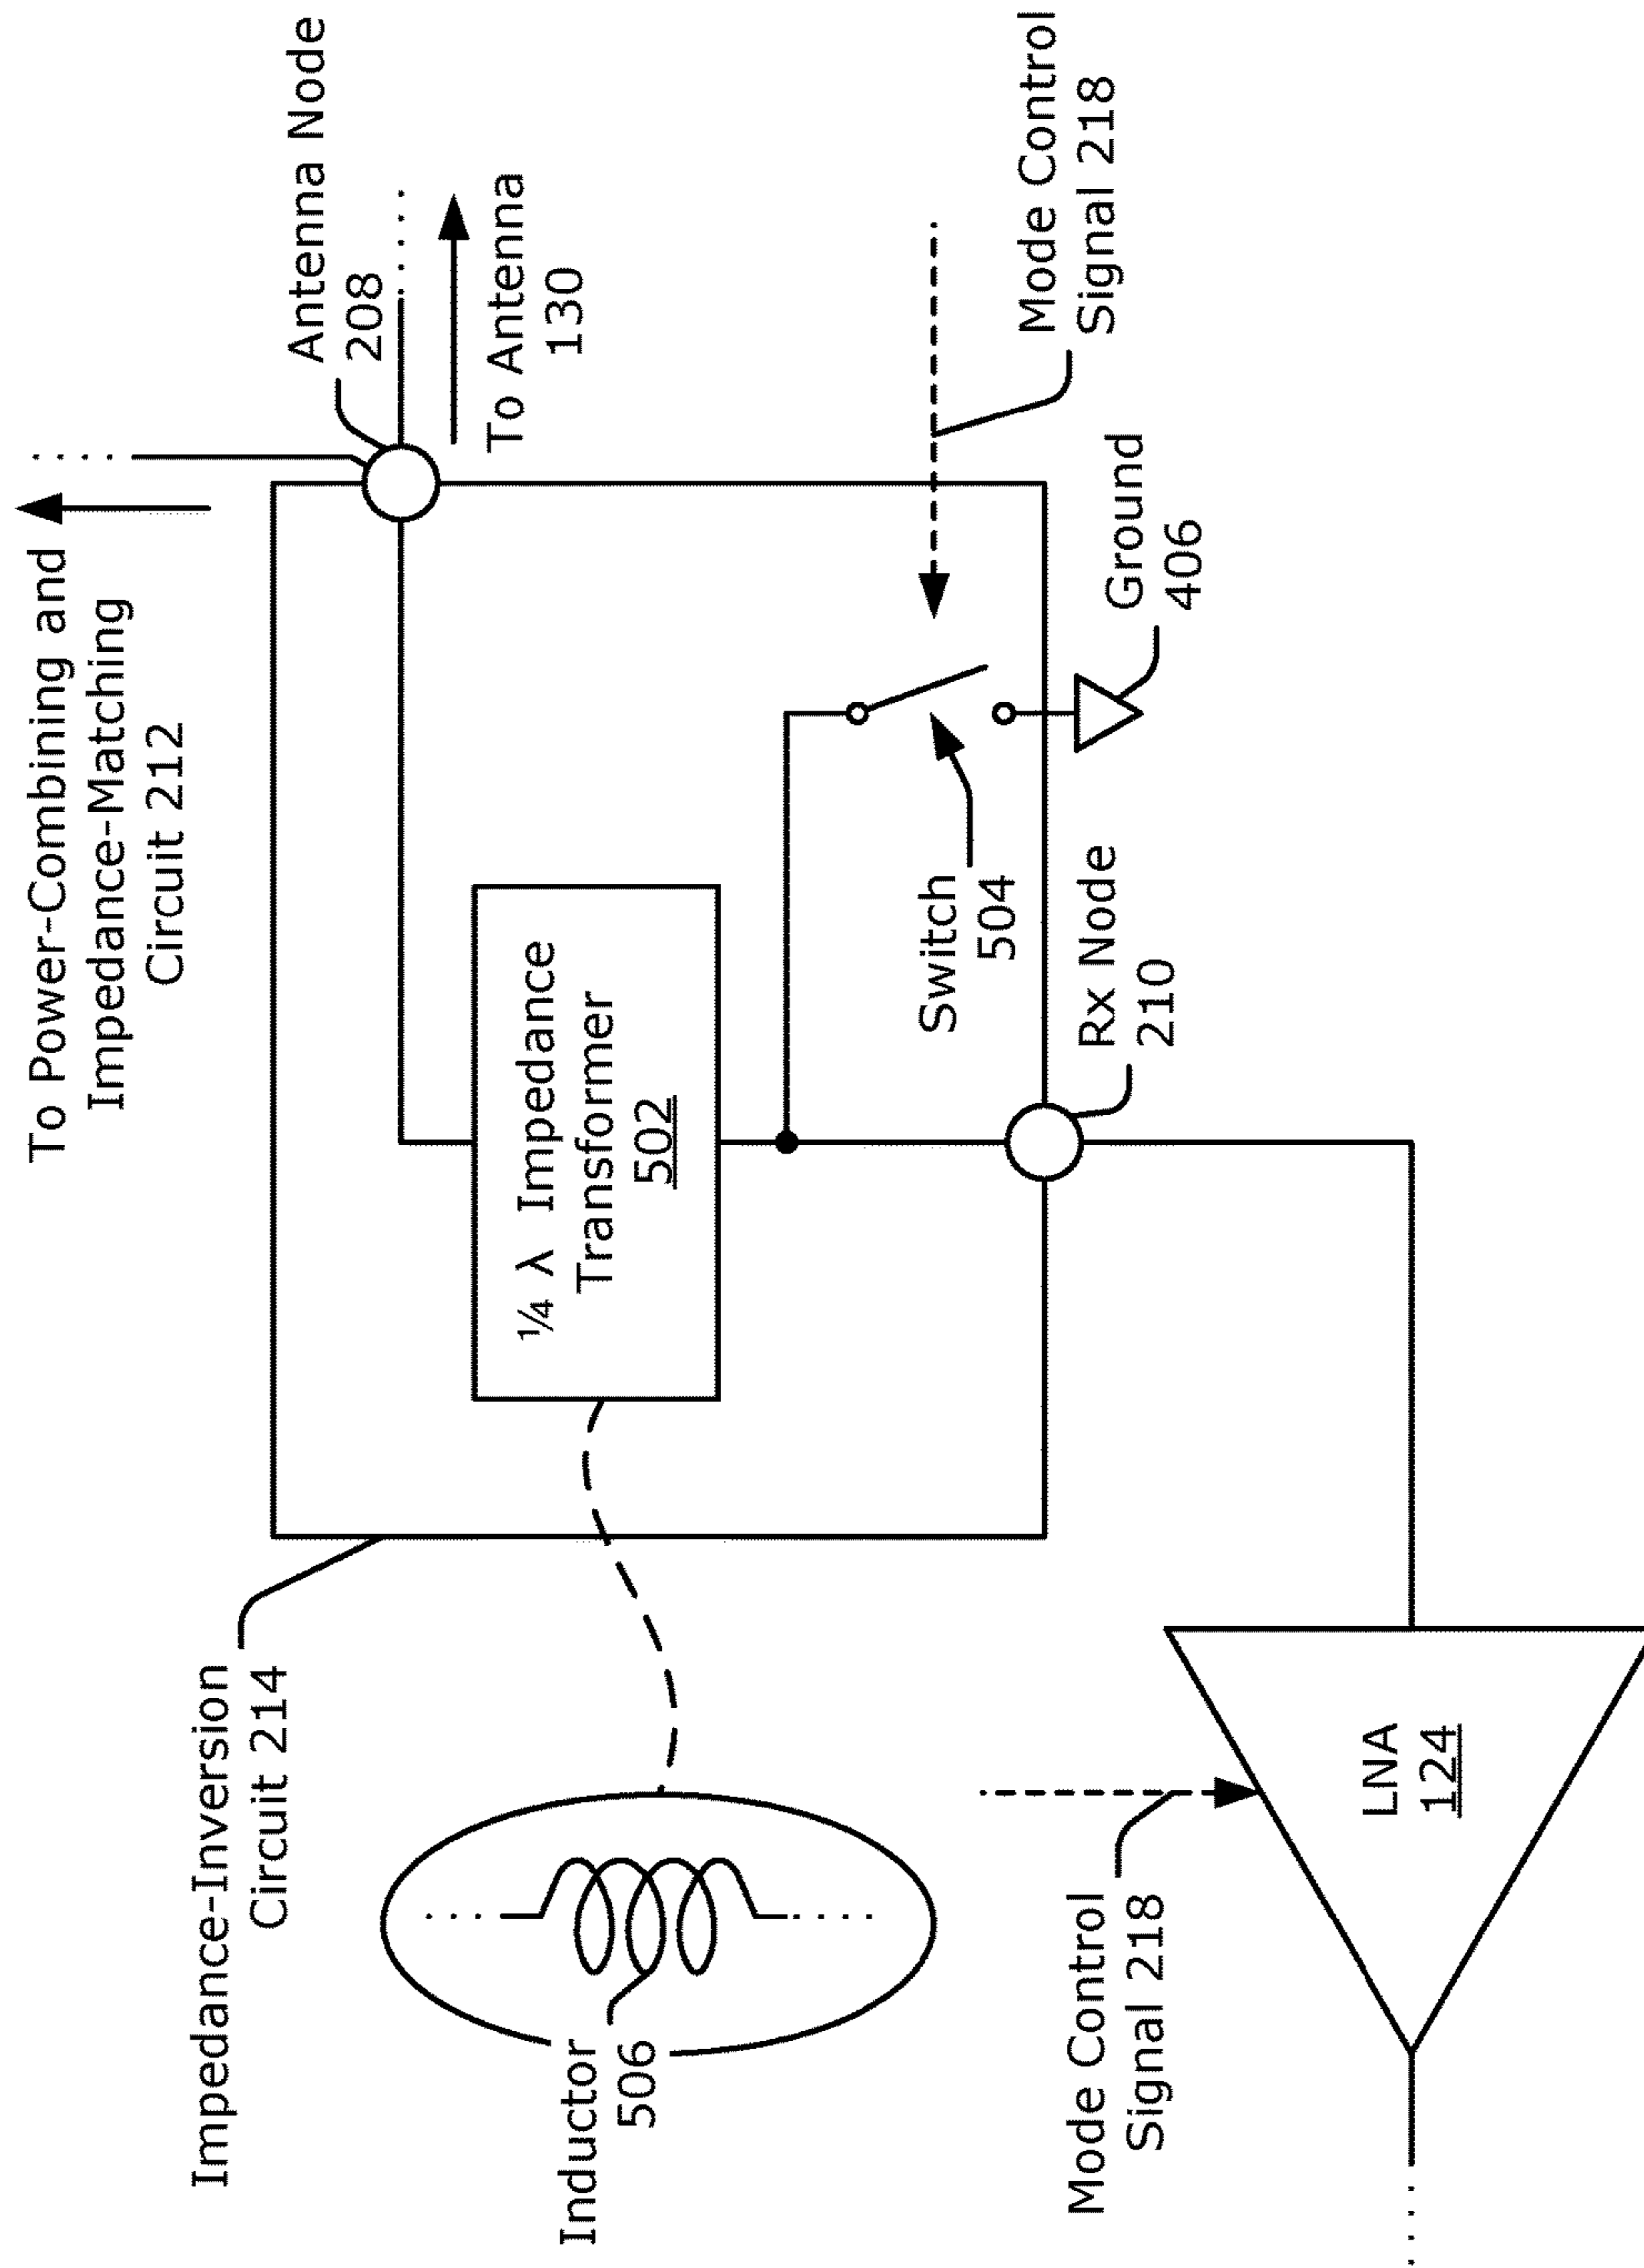 To Power-Combining and
Impedance-Matching
Circuit 212
Antenna Node
208
To Antenna
130
Impedance-Inversion
Circuit 214
¼ λ Impedance
Transformer
502
Inductor
506
Switch
504
Mode Control
Signal 218
Ground
406
Rx Node
210
Mode Control
Signal 218
LNA
124